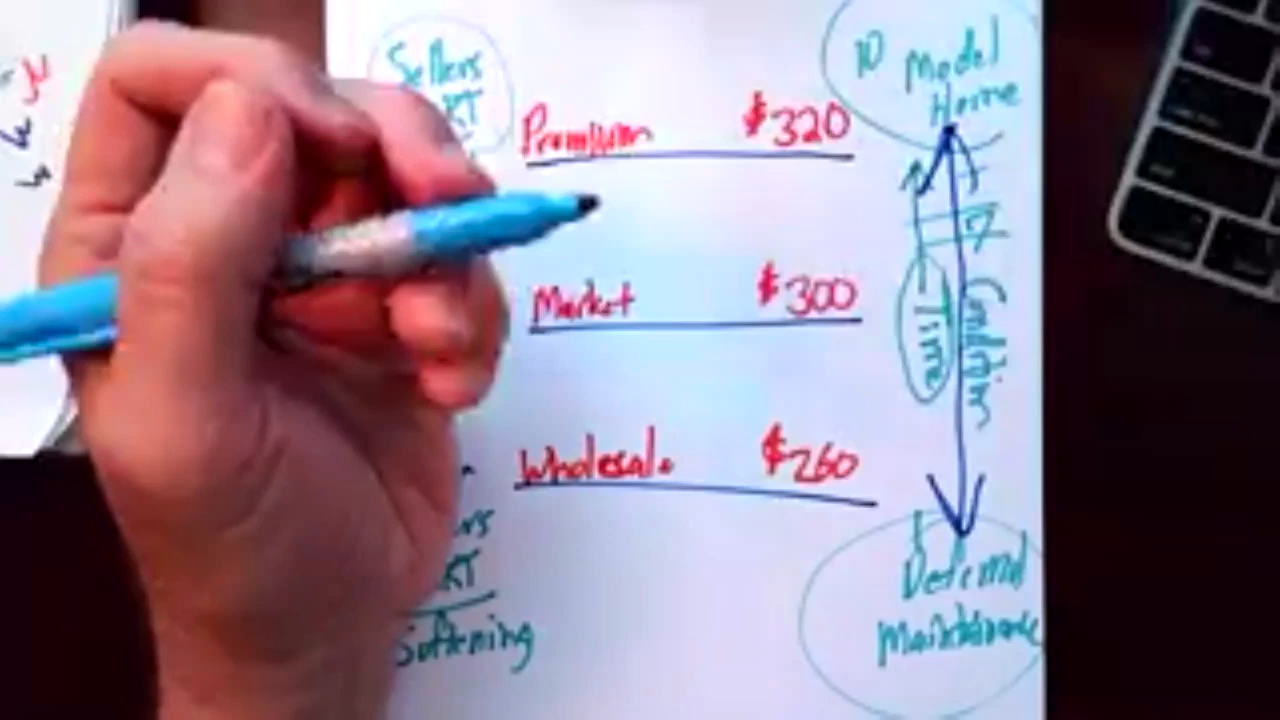 Sellers
Premium $320
10 Model
Home
Market $300
Time
Condition
Wholesale $260
Deferred
Maintenance
Softening